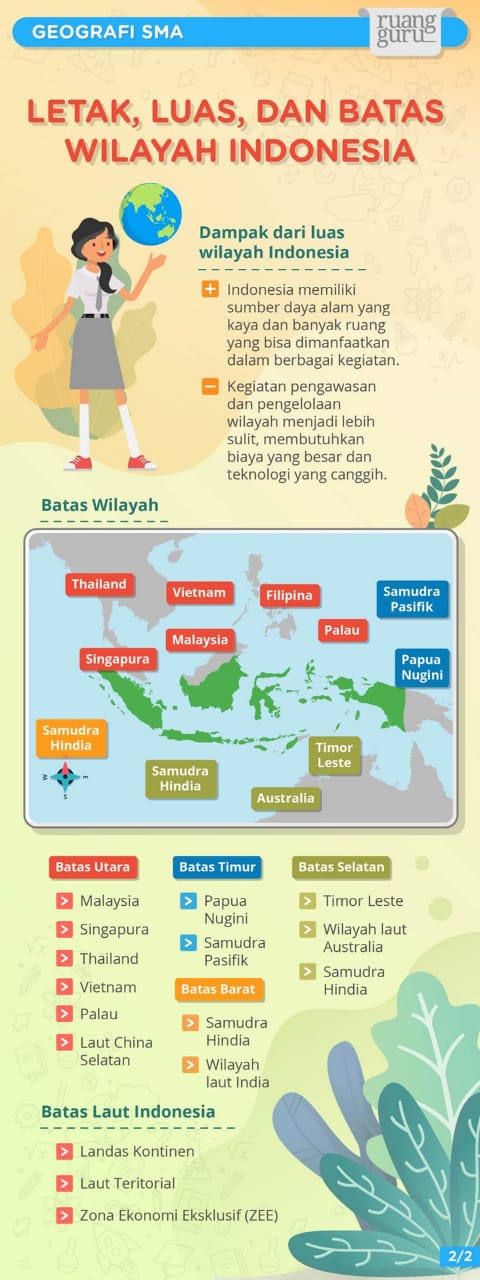 GEOGRAFI SMA
ruang
guru
LETAK, LUAS, DAN BATAS
WILAYAH INDONESIA
Dampak dari luas
wilayah Indonesia
Indonesia memiliki
sumber daya alam yang
kaya dan banyak ruang
yang bisa dimanfaatkan
dalam berbagai kegiatan.
Kegiatan pengawasan
dan pengelolaan
wilayah menjadi lebih
sulit, membutuhkan
biaya yang besar dan
teknologi yang canggih.
Batas Wilayah
Thailand
Vietnam
Filipina
Samudra
Pasifik
Malaysia
Palau
Singapura
Papua
Nugini
Samudra
Hindia
Timor
Leste
Samudra
Hindia
Australia
W
E
S
Batas Utara
Malaysia
Singapura
Thailand
Vietnam
Palau
Laut China
Selatan
Batas Timur
Papua
Nugini
Samudra
Pasifik
Batas Barat
Samudra
Hindia
Wilayah
laut India
Batas Selatan
Timor Leste
Wilayah laut
Australia
Samudra
Hindia
Batas Laut Indonesia
Landas Kontinen
Laut Teritorial
Zona Ekonomi Eksklusif (ZEE)
2/2